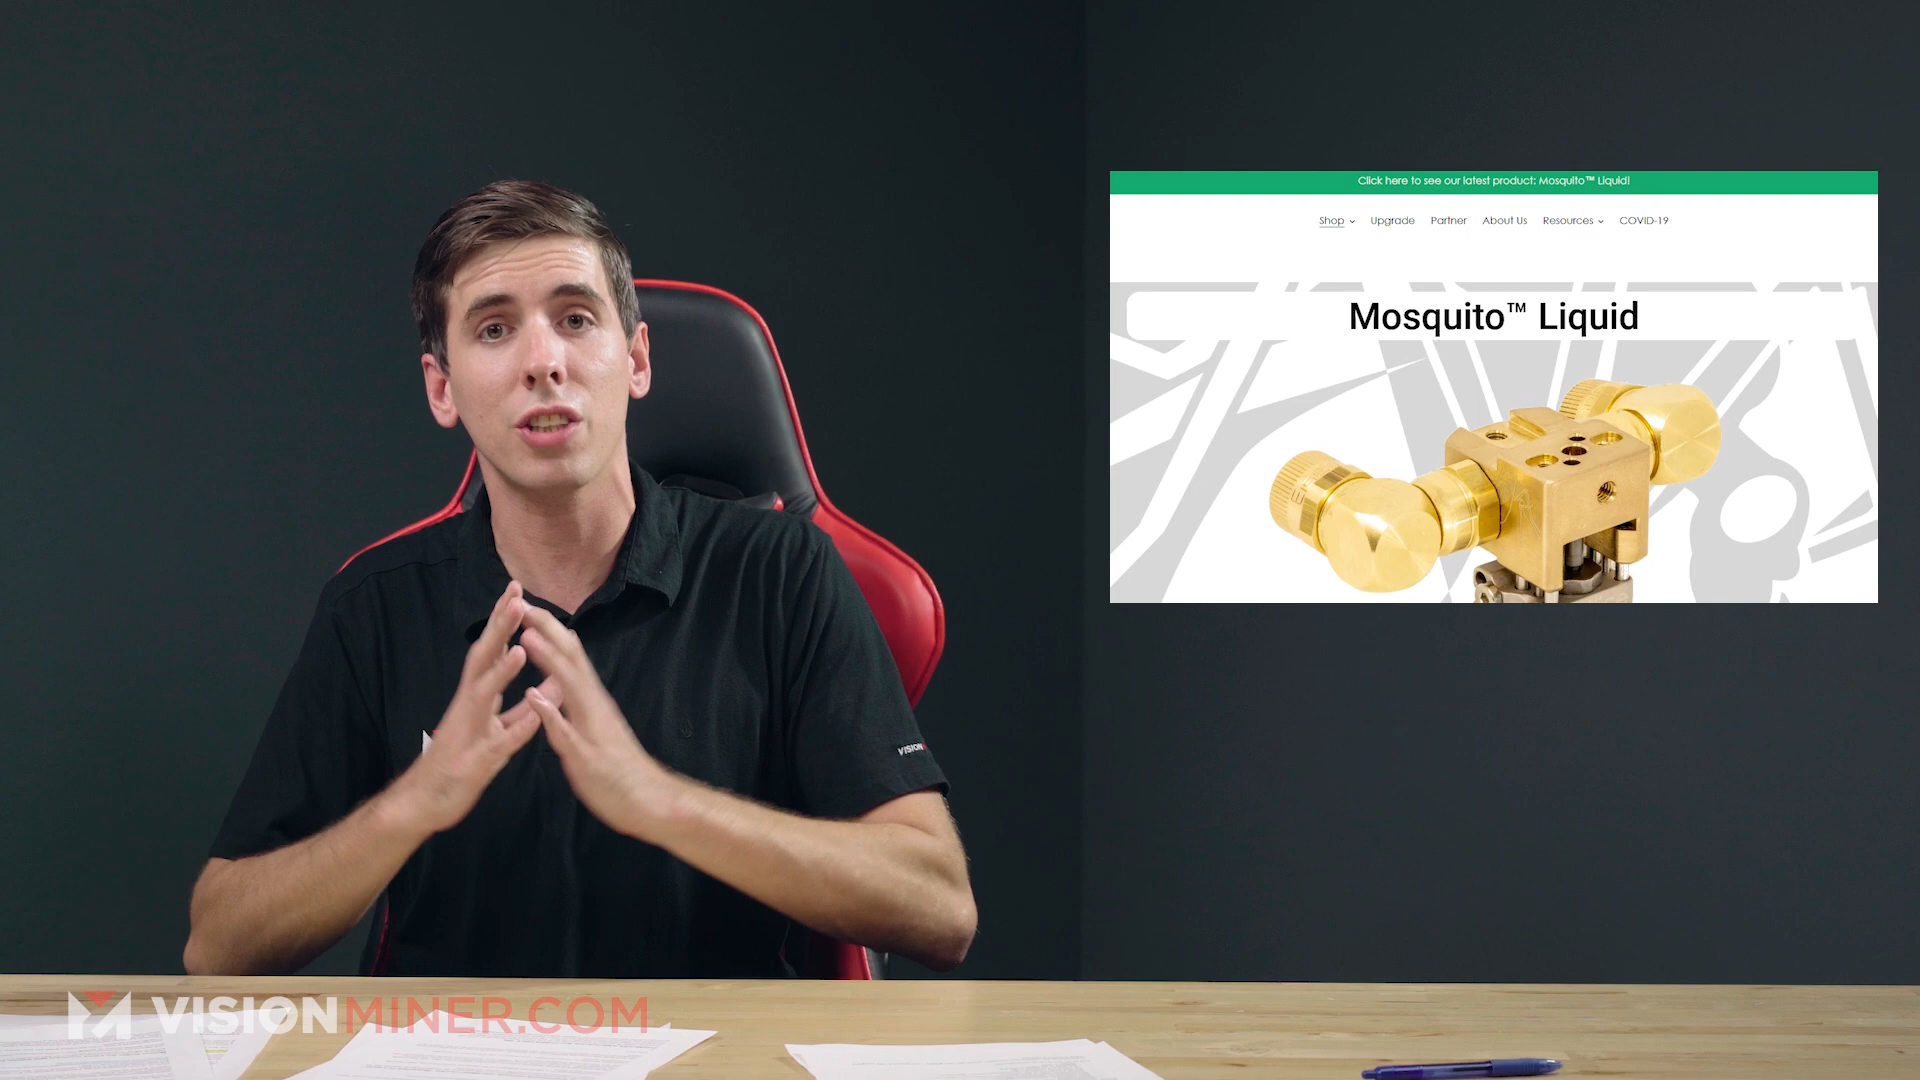 Click here to see our latest product: Mosquito™ Liquid!
Shop Upgrade Partner About Us Resources COVID-19
Mosquito™ Liquid
VISION
VISIONMINER.COM